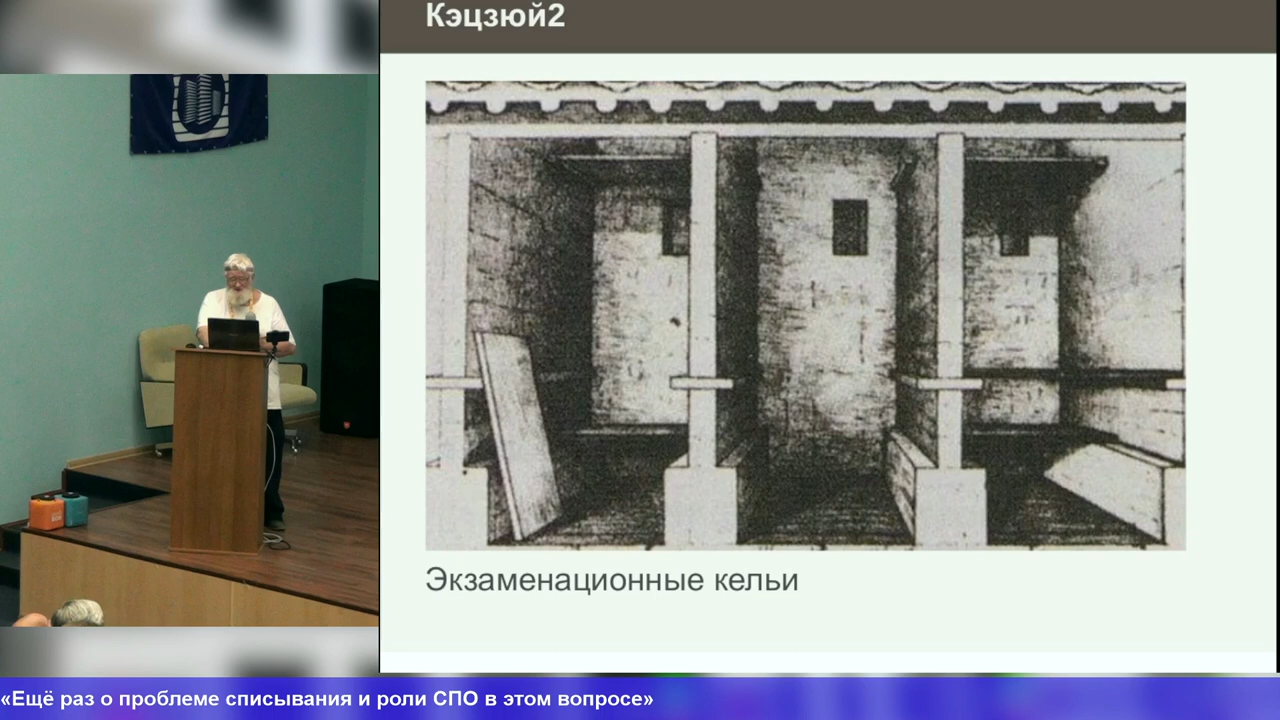 Кэцзюй2
Экзаменационные кельи
«Ещё раз о проблеме списывания и роли СПО в этом вопросе»